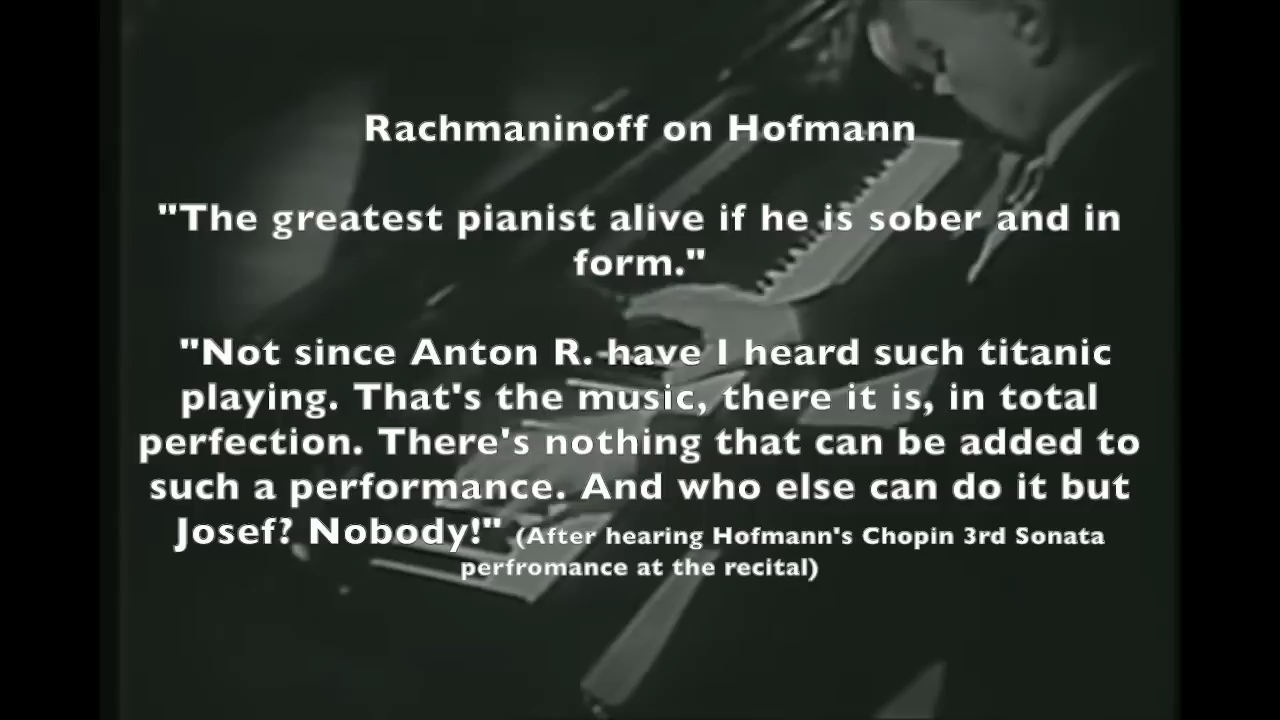 Rachmaninoff on Hofmann
"The greatest pianist alive if he is sober and in
form."
"Not since Anton R. have I heard such titanic
playing. That's the music, there it is, in total
perfection. There's nothing that can be added to
such a performance. And who else can do it but
Josef? Nobody!" (After hearing Hofmann's Chopin 3rd Sonata
perfromance at the recital)